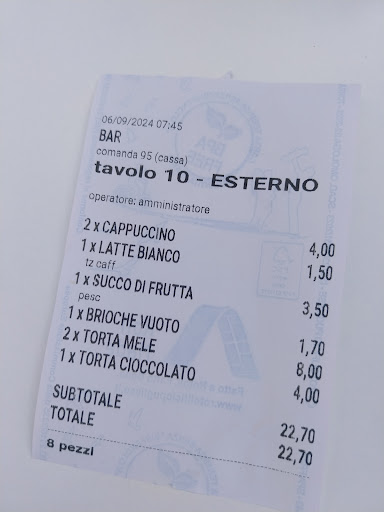 06/09/2024 07:45
BAR
comanda 95 (cassa)
tavolo 10 - ESTERNO
operatore: amministratore
2 x CAPPUCCINO 4,00
1 x LATTE BIANCO 1,50
tz caff
1 x SUCCO DI FRUTTA 3,50
pesc
1 x BRIOCHE VUOTO 1,70
2 x TORTA MELE 8,00
1 x TORTA CIOCCOLATO 4,00
SUBTOTALE 22,70
TOTALE 22,70
8 pezzi